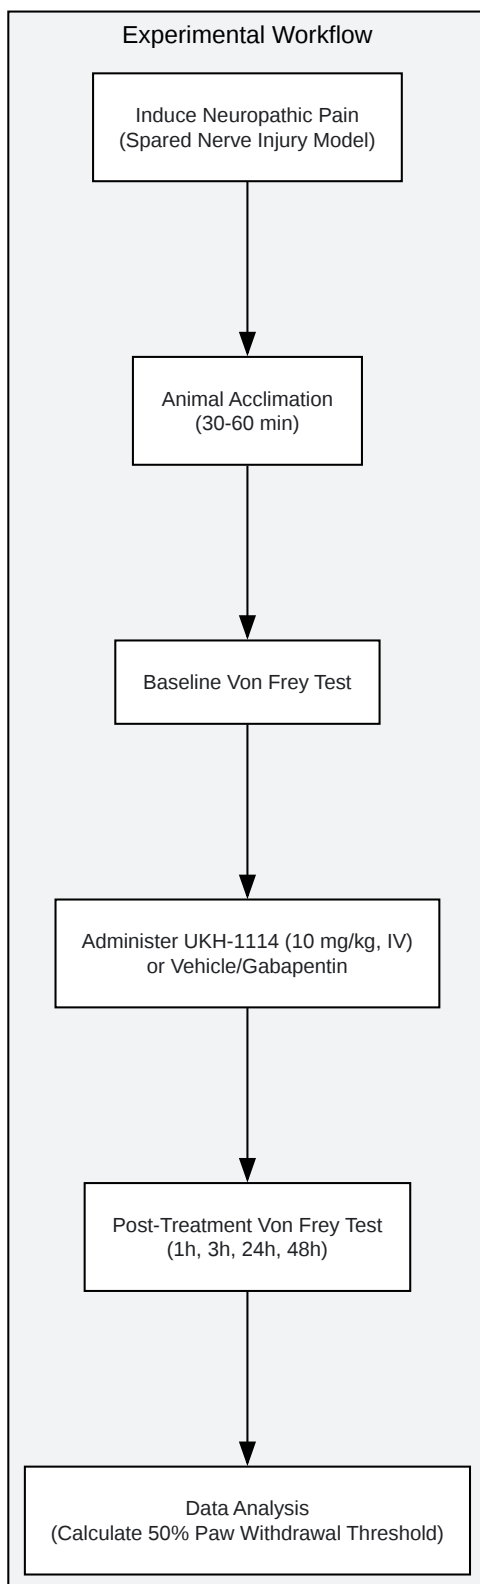 Experimental Workflow
Induce Neuropathic Pain
(Spared Nerve Injury Model)
Animal Acclimation
(30-60 min)
Baseline Von Frey Test
Administer UKH-1114 (10 mg/kg, IV)
or Vehicle/Gabapentin
Post-Treatment Von Frey Test
(1h, 3h, 24h, 48h)
Data Analysis
(Calculate 50% Paw Withdrawal Threshold)